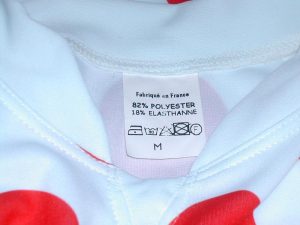 Fabriqué en France
82% POLYESTER
18% ELASTHANNE
F
M